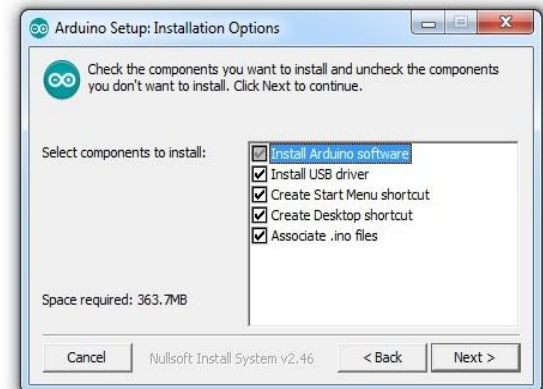 Arduino Setup: Installation Options
Check the components you want to install and uncheck the components
you don't want to install. Click Next to continue.
Select components to install:
Install Arduino software
Install USB driver
Create Start Menu shortcut
Create Desktop shortcut
Associate .ino files
Space required: 363.7MB
Cancel
Nullsoft Install System v2.46
< Back
Next >